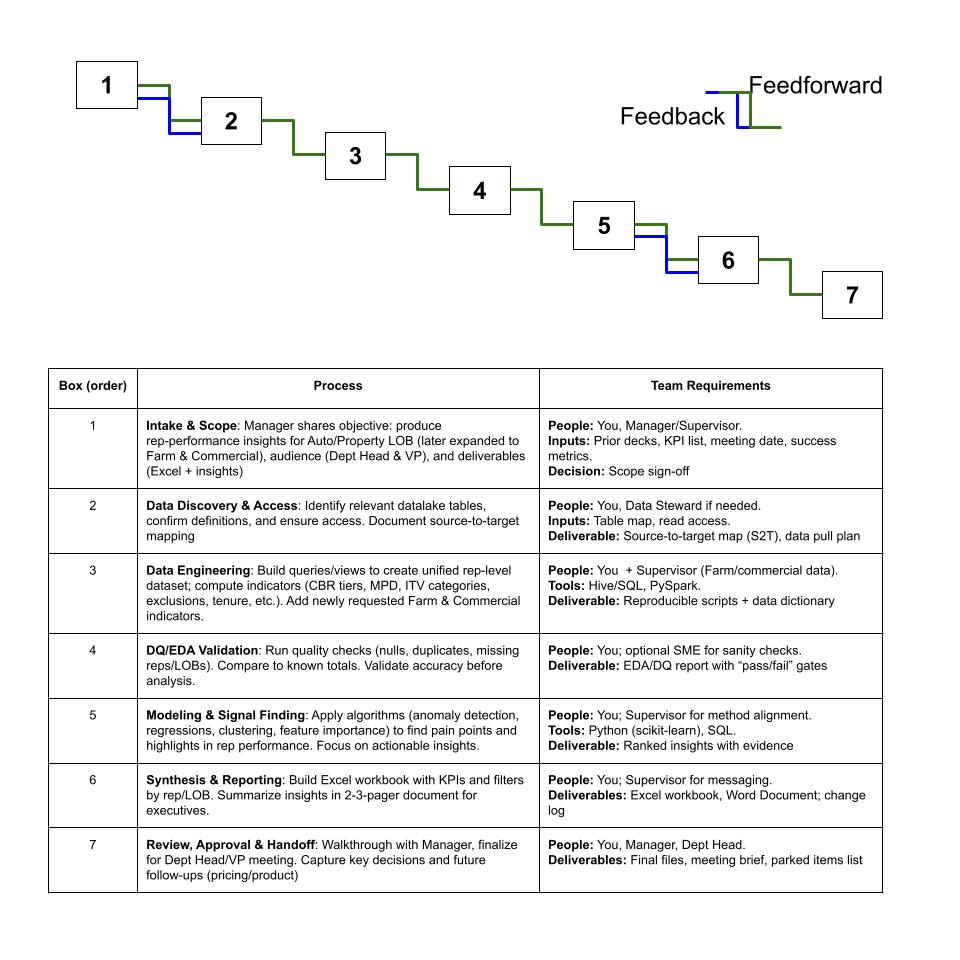 1
Feedforward
2
Feedback
3
4
5
6
7
Box (order)
Process
Team Requirements
1
Intake & Scope: Manager shares objective: produce
rep-performance insights for Auto/Property LOB (later expanded to
Farm & Commercial), audience (Dept Head & VP), and deliverables
(Excel + insights)
People: You, Manager/Supervisor.
Inputs: Prior decks, KPI list, meeting date, success
metrics.
Decision: Scope sign-off
2
Data Discovery & Access: Identify relevant datalake tables,
confirm definitions, and ensure access. Document source-to-target
mapping
People: You, Data Steward if needed.
Inputs: Table map, read access.
Deliverable: Source-to-target map (S2T), data pull plan
3
Data Engineering: Build queries/views to create unified rep-level
dataset; compute indicators (CBR tiers, MPD, ITV categories,
exclusions, tenure, etc.). Add newly requested Farm & Commercial
indicators.
People: You  + Supervisor (Farm/commercial data).
Tools: Hive/SQL, PySpark.
Deliverable: Reproducible scripts + data dictionary
4
DQ/EDA Validation: Run quality checks (nulls, duplicates, missing
reps/LOBs). Compare to known totals. Validate accuracy before
analysis.
People: You; optional SME for sanity checks.
Deliverable: EDA/DQ report with “pass/fail” gates
5
Modeling & Signal Finding: Apply algorithms (anomaly detection,
regressions, clustering, feature importance) to find pain points and
highlights in rep performance. Focus on actionable insights.
People: You; Supervisor for method alignment.
Tools: Python (scikit-learn), SQL.
Deliverable: Ranked insights with evidence
6
Synthesis & Reporting: Build Excel workbook with KPIs and filters
by rep/LOB. Summarize insights in 2-3-pager document for
executives.
People: You; Supervisor for messaging.
Deliverables: Excel workbook, Word Document; change
log
7
Review, Approval & Handoff: Walkthrough with Manager, finalize
for Dept Head/VP meeting. Capture key decisions and future
follow-ups (pricing/product)
People: You, Manager, Dept Head.
Deliverables: Final files, meeting brief, parked items list